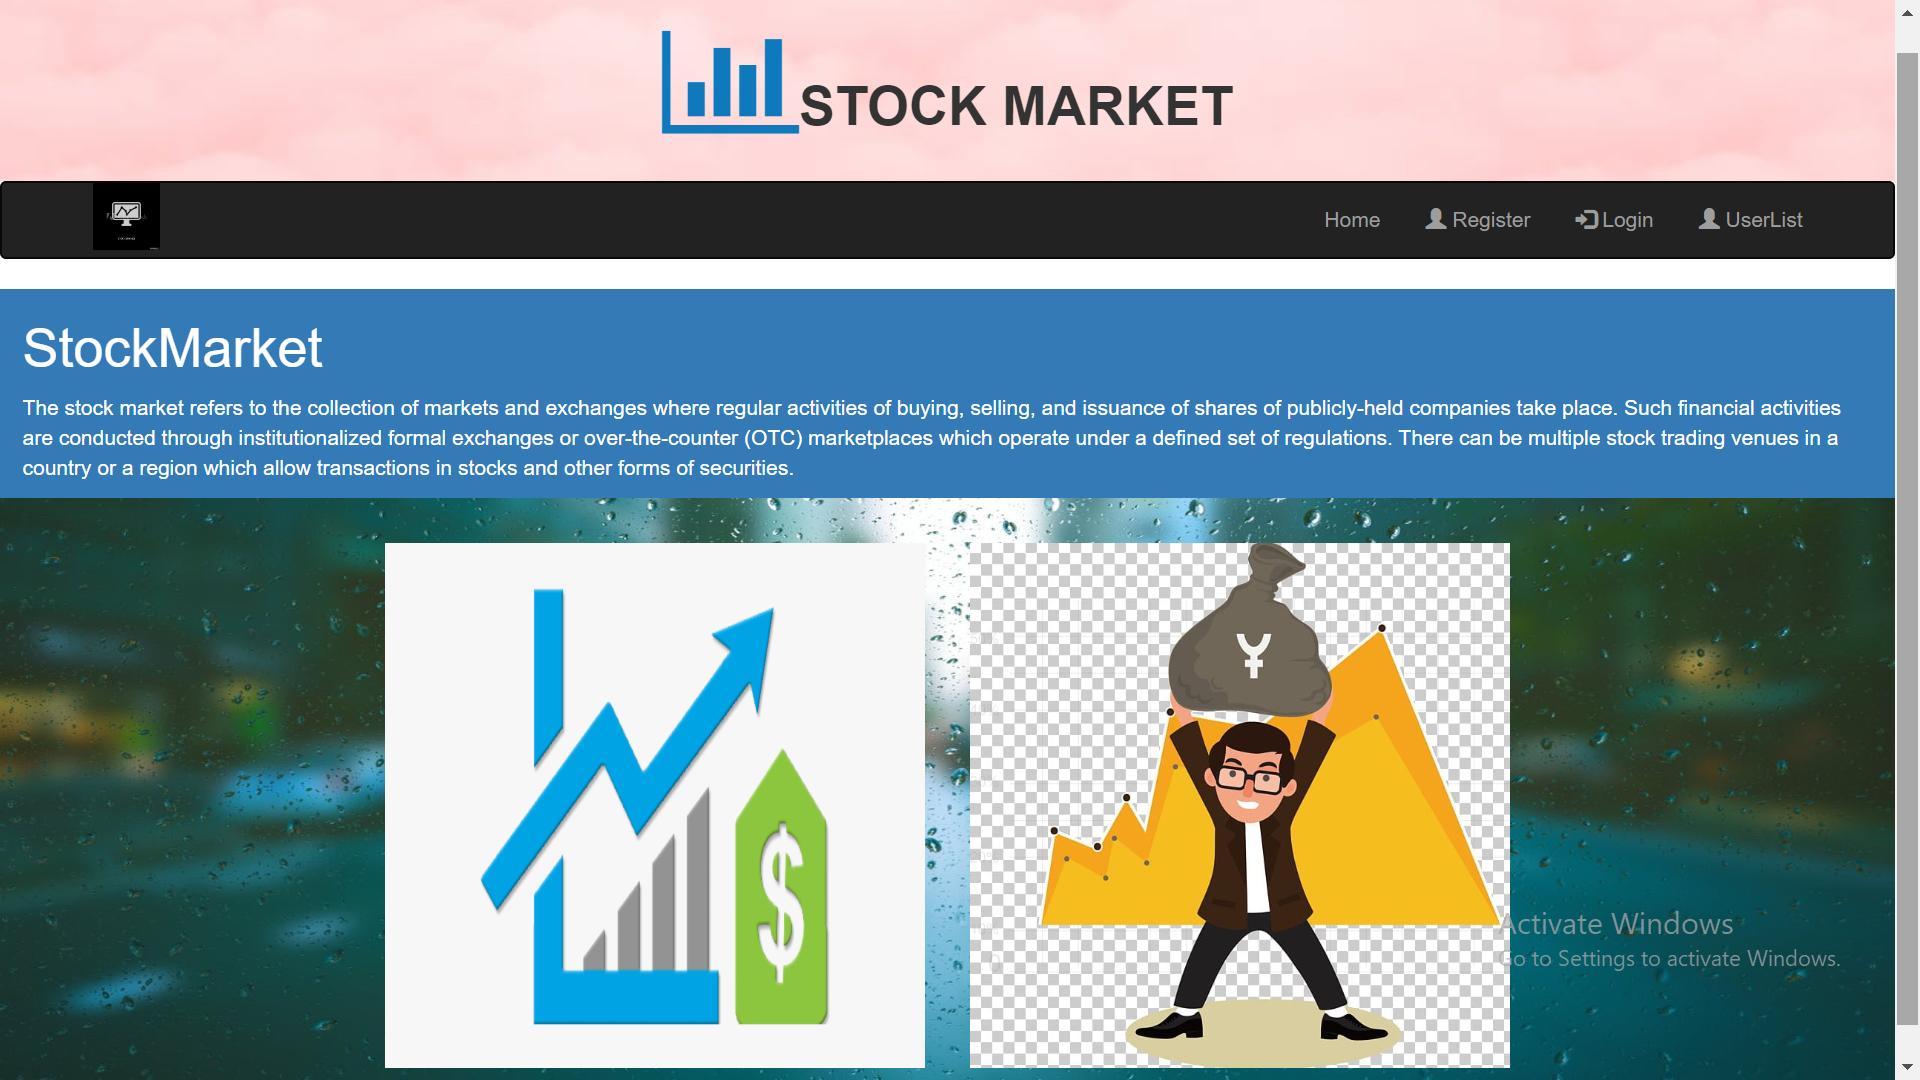 STOCK MARKET
Home Register Login UserList
StockMarket
The stock market refers to the collection of markets and exchanges where regular activities of buying, selling, and issuance of shares of publicly-held companies take place. Such financial activities
are conducted through institutionalized formal exchanges or over-the-counter (OTC) marketplaces which operate under a defined set of regulations. There can be multiple stock trading venues in a
country or a region which allow transactions in stocks and other forms of securities.
$
¥
Activate Windows
Go to Settings to activate Windows.